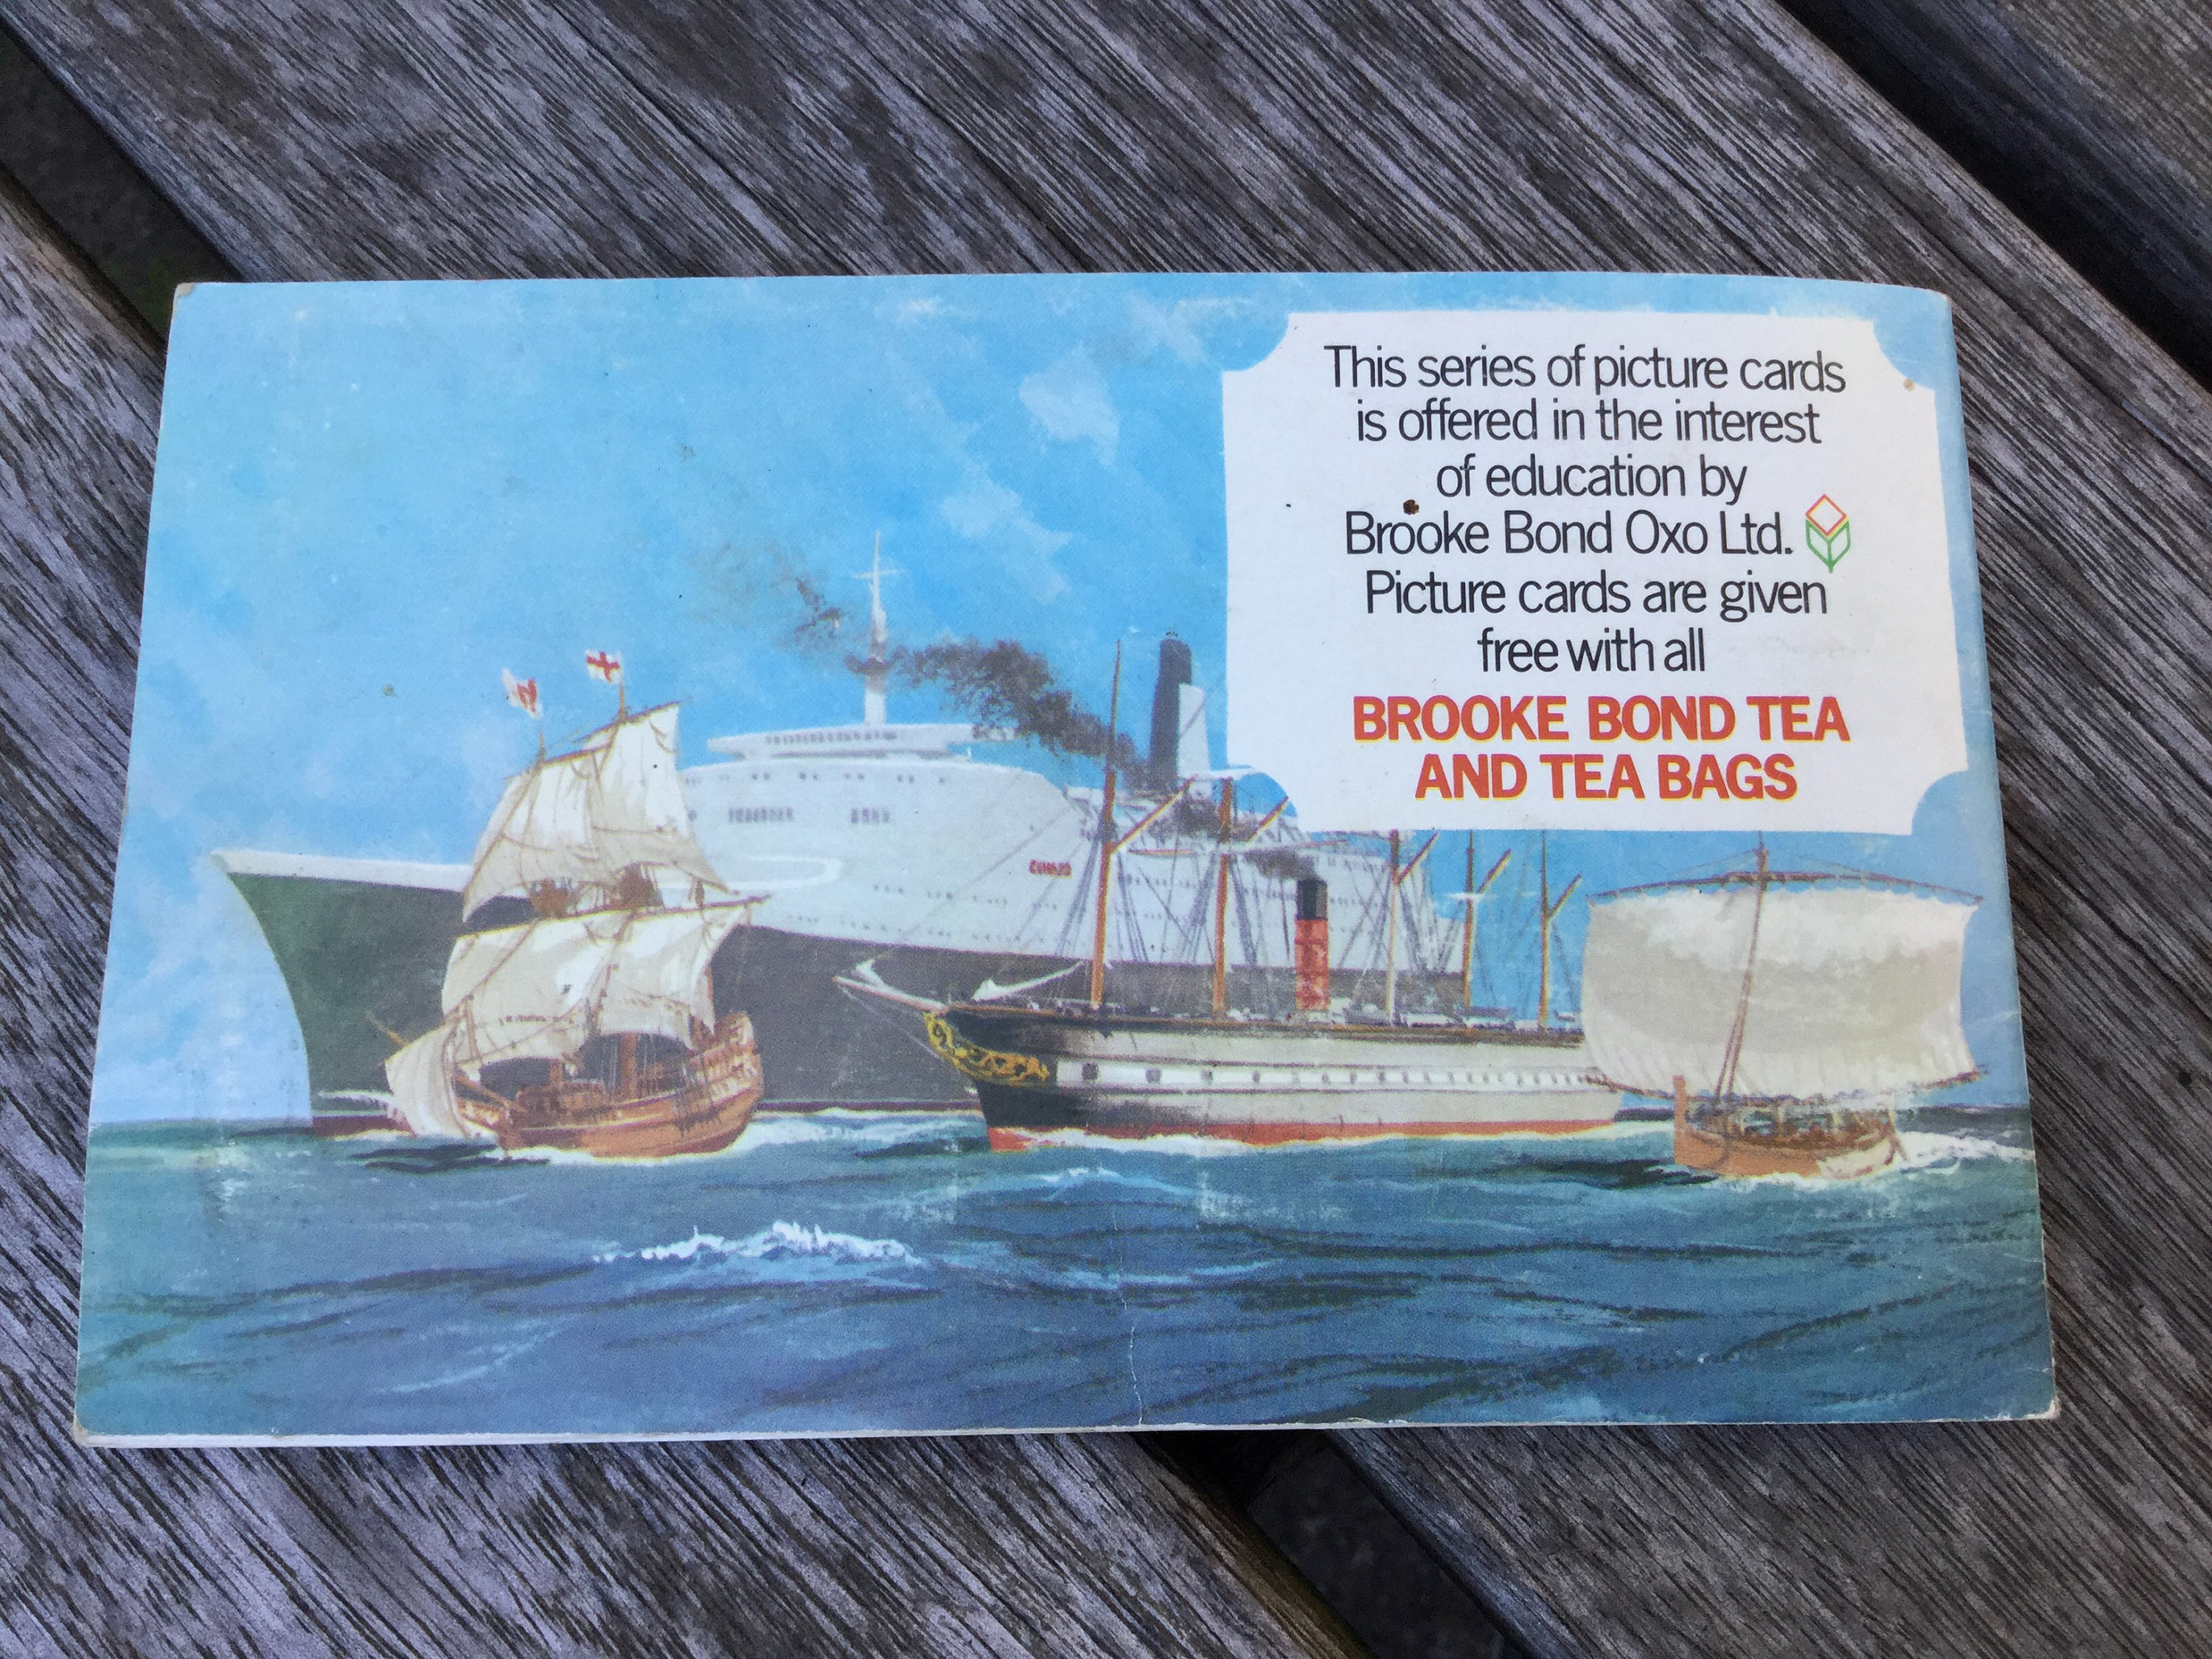 This series of picture cards
is offered in the interest
of education by
Brooke Bond Oxo Ltd.
Picture cards are given
free with all
BROOKE BOND TEA
AND TEA BAGS
CUNARD